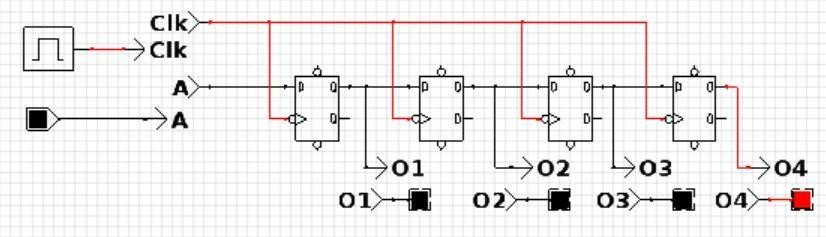 Clk
Clk
A
A
D Q D Q D Q D Q
Q Q Q Q
O1 O2 O3 O4
O1 O2 O3 O4